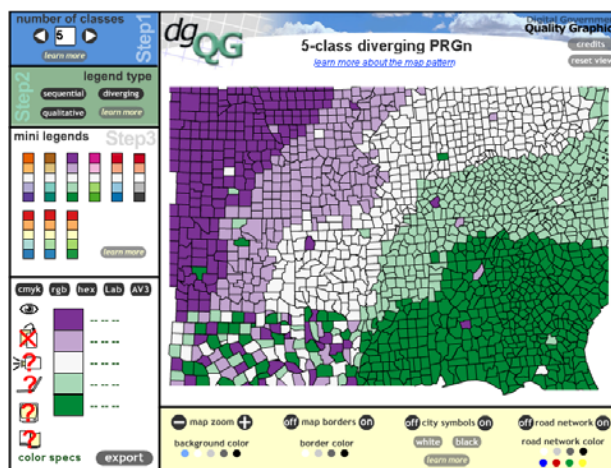 number of classes
5
learn more
Step1
Step2
legend type
sequential
diverging
qualitative
learn more
mini legends
Step3
learn more
cmyk
rgb
hex
Lab
AV3
-- -- --
-- -- --
-- -- --
-- -- --
-- -- --
color specs
export
dg
QG
Digital Government
Quality Graphic
5-class diverging PRGn
learn more about the map pattern
credits
reset view
map zoom
off map borders on
off city symbols on
off road network on
background color
border color
white
black
learn more
road network color